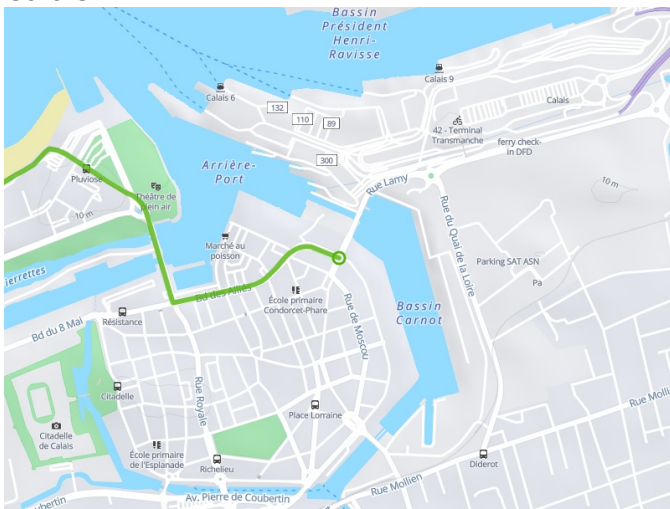 Bassin
Président
Henri-
Ravisse
Calais 9
Calais 6
Calais
132
110
89
42 - Terminal
Transmanche
ferry check-
in DFD
300
Arrière-
Port
Rue Lamy
Pluviose
Théâtre de
plein air
10 m
10 m
Rue du Quai de la Loire
Marché au
poisson
Parking SAT ASN
Pa
ierrettes
Bd des Alliés
École primaire
Condorcet-Phare
Rue de Moscou
Bassin
Carnot
Résistance
Bd du 8 Mai
Rue Royale
Citadelle
Place Lorraine
Rue Mollien
Citadelle
de Calais
École primaire
de l'Esplanade
Richelieu
Diderot
Rue Mollien
Av. Pierre de Coubertin
ubertin